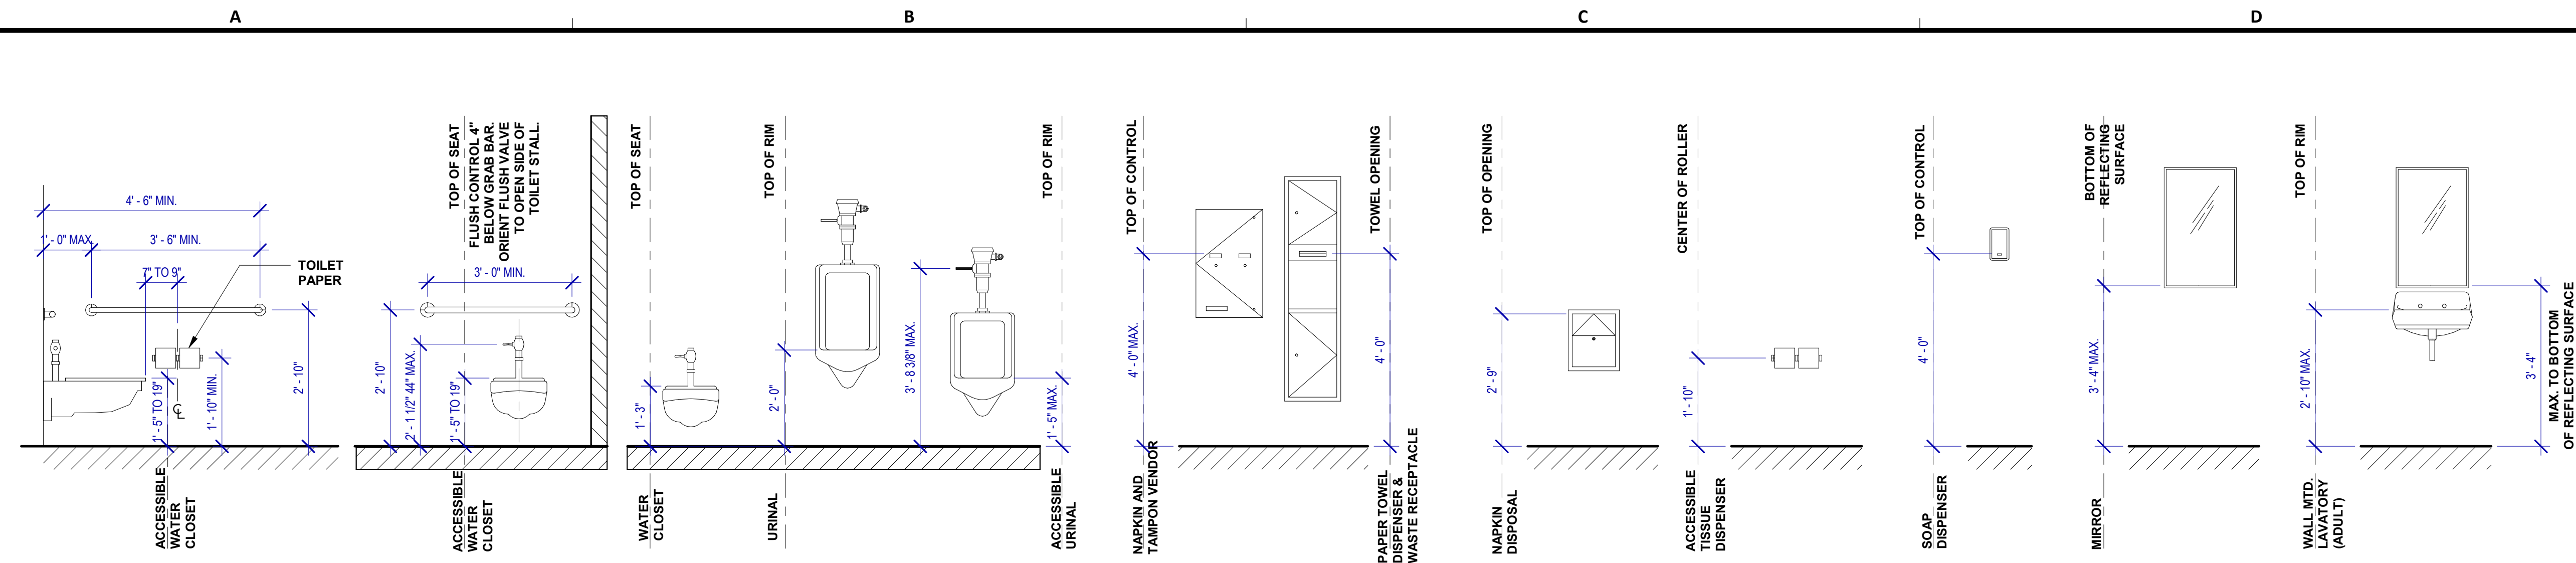 A
B
C
D
4' - 6" MIN.
1' - 0" MAX.
3' - 6" MIN.
7" TO 9"
TOILET
PAPER
1' - 5" TO 19"
CL
1' - 10" MIN.
2' - 10"
ACCESSIBLE
WATER
CLOSET
TOP OF SEAT
FLUSH CONTROL 4"
BELOW GRAB BAR.
ORIENT FLUSH VALVE
TO OPEN SIDE OF
TOILET STALL.
3' - 0" MIN.
2' - 10"
2' - 1 1/2" 44" MAX.
1' - 5" TO 19"
ACCESSIBLE
WATER
CLOSET
TOP OF SEAT
1' - 3"
WATER
CLOSET
TOP OF RIM
2' - 0"
URINAL
3' - 8 3/8" MAX.
TOP OF RIM
1' - 5" MAX.
ACCESSIBLE
URINAL
TOP OF CONTROL
4' - 0" MAX.
NAPKIN AND
TAMPON VENDOR
TOWEL OPENING
4' - 0"
PAPER TOWEL
DISPENSER &
WASTE RECEPTACLE
TOP OF OPENING
2' - 9"
NAPKIN
DISPOSAL
CENTER OF ROLLER
1' - 10"
ACCESSIBLE
TISSUE
DISPENSER
TOP OF CONTROL
4' - 0"
SOAP
DISPENSER
BOTTOM OF
REFLECTING
SURFACE
3' - 4" MAX.
MIRROR
TOP OF RIM
2' - 10" MAX.
WALL MTD.
LAVATORY
(ADULT)
3' - 4"
MAX. TO BOTTOM
OF REFLECTING SURFACE